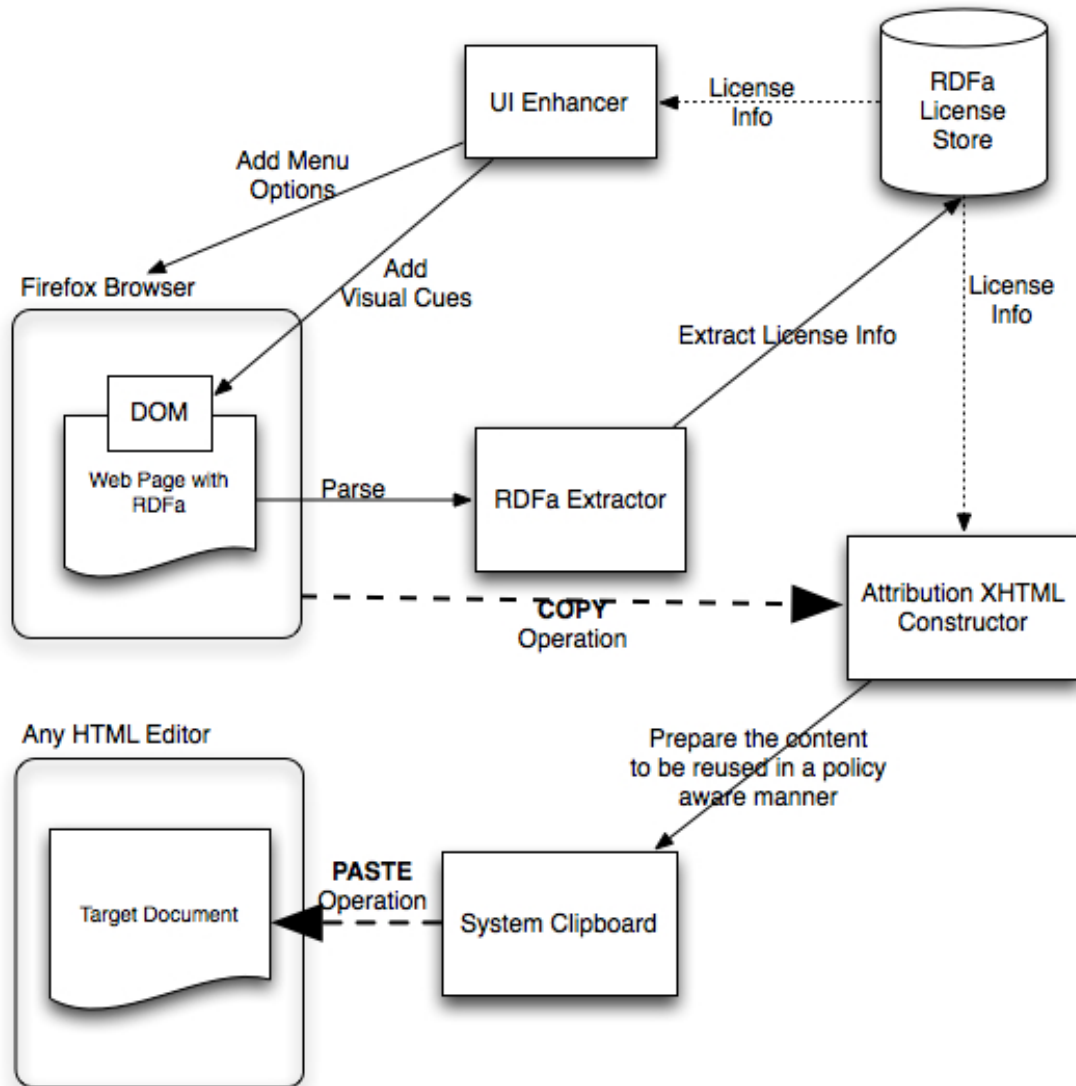 UI Enhancer
RDFa
License
Store
License
Info
Add Menu
Options
Add
Visual Cues
Firefox Browser
License
Info
Extract License Info
DOM
Web Page with
RDFa
Parse
RDFa Extractor
COPY
Operation
Attribution XHTML
Constructor
Any HTML Editor
Prepare the content
to be reused in a policy
aware manner
PASTE
Operation
Target Document
System Clipboard